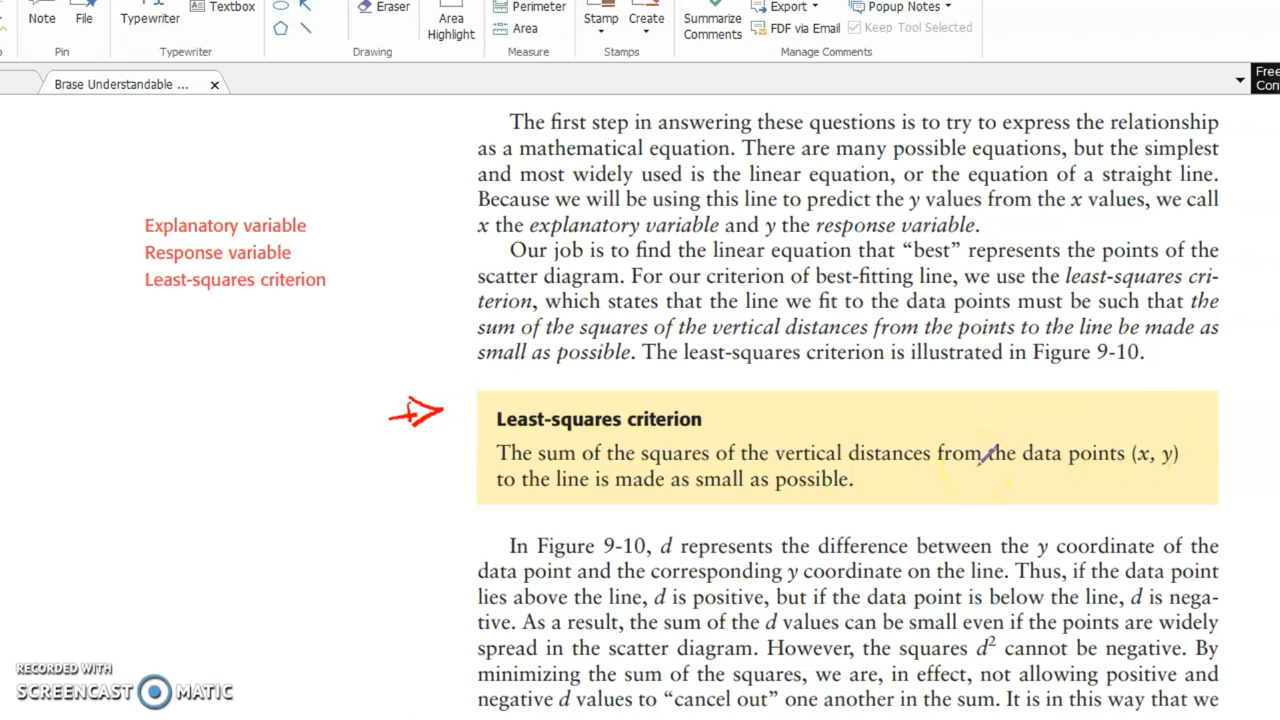 Note File Typewriter Textbox Eraser Area Highlight Perimeter Area Stamp Create Summarize Comments Export Popup Notes
FDF via Email Keep Tool Selected
Pin Typewriter Drawing Measure Stamps Manage Comments
Brase Understandable ... x
Free
Con
The first step in answering these questions is to try to express the relationship
as a mathematical equation. There are many possible equations, but the simplest
and most widely used is the linear equation, or the equation of a straight line.
Because we will be using this line to predict the y values from the x values, we call
x the explanatory variable and y the response variable.
Explanatory variable
Response variable
Least-squares criterion
Our job is to find the linear equation that “best” represents the points of the
scatter diagram. For our criterion of best-fitting line, we use the least-squares cri-
terion, which states that the line we fit to the data points must be such that the
sum of the squares of the vertical distances from the points to the line be made as
small as possible. The least-squares criterion is illustrated in Figure 9-10.
Least-squares criterion
The sum of the squares of the vertical distances from the data points (x, y)
to the line is made as small as possible.
In Figure 9-10, d represents the difference between the y coordinate of the
data point and the corresponding y coordinate on the line. Thus, if the data point
lies above the line, d is positive, but if the data point is below the line, d is nega-
tive. As a result, the sum of the d values can be small even if the points are widely
spread in the scatter diagram. However, the squares d² cannot be negative. By
minimizing the sum of the squares, we are, in effect, not allowing positive and
negative d values to “cancel out” one another in the sum. It is in this way that we
RECORDED WITH
SCREENCAST MATIC